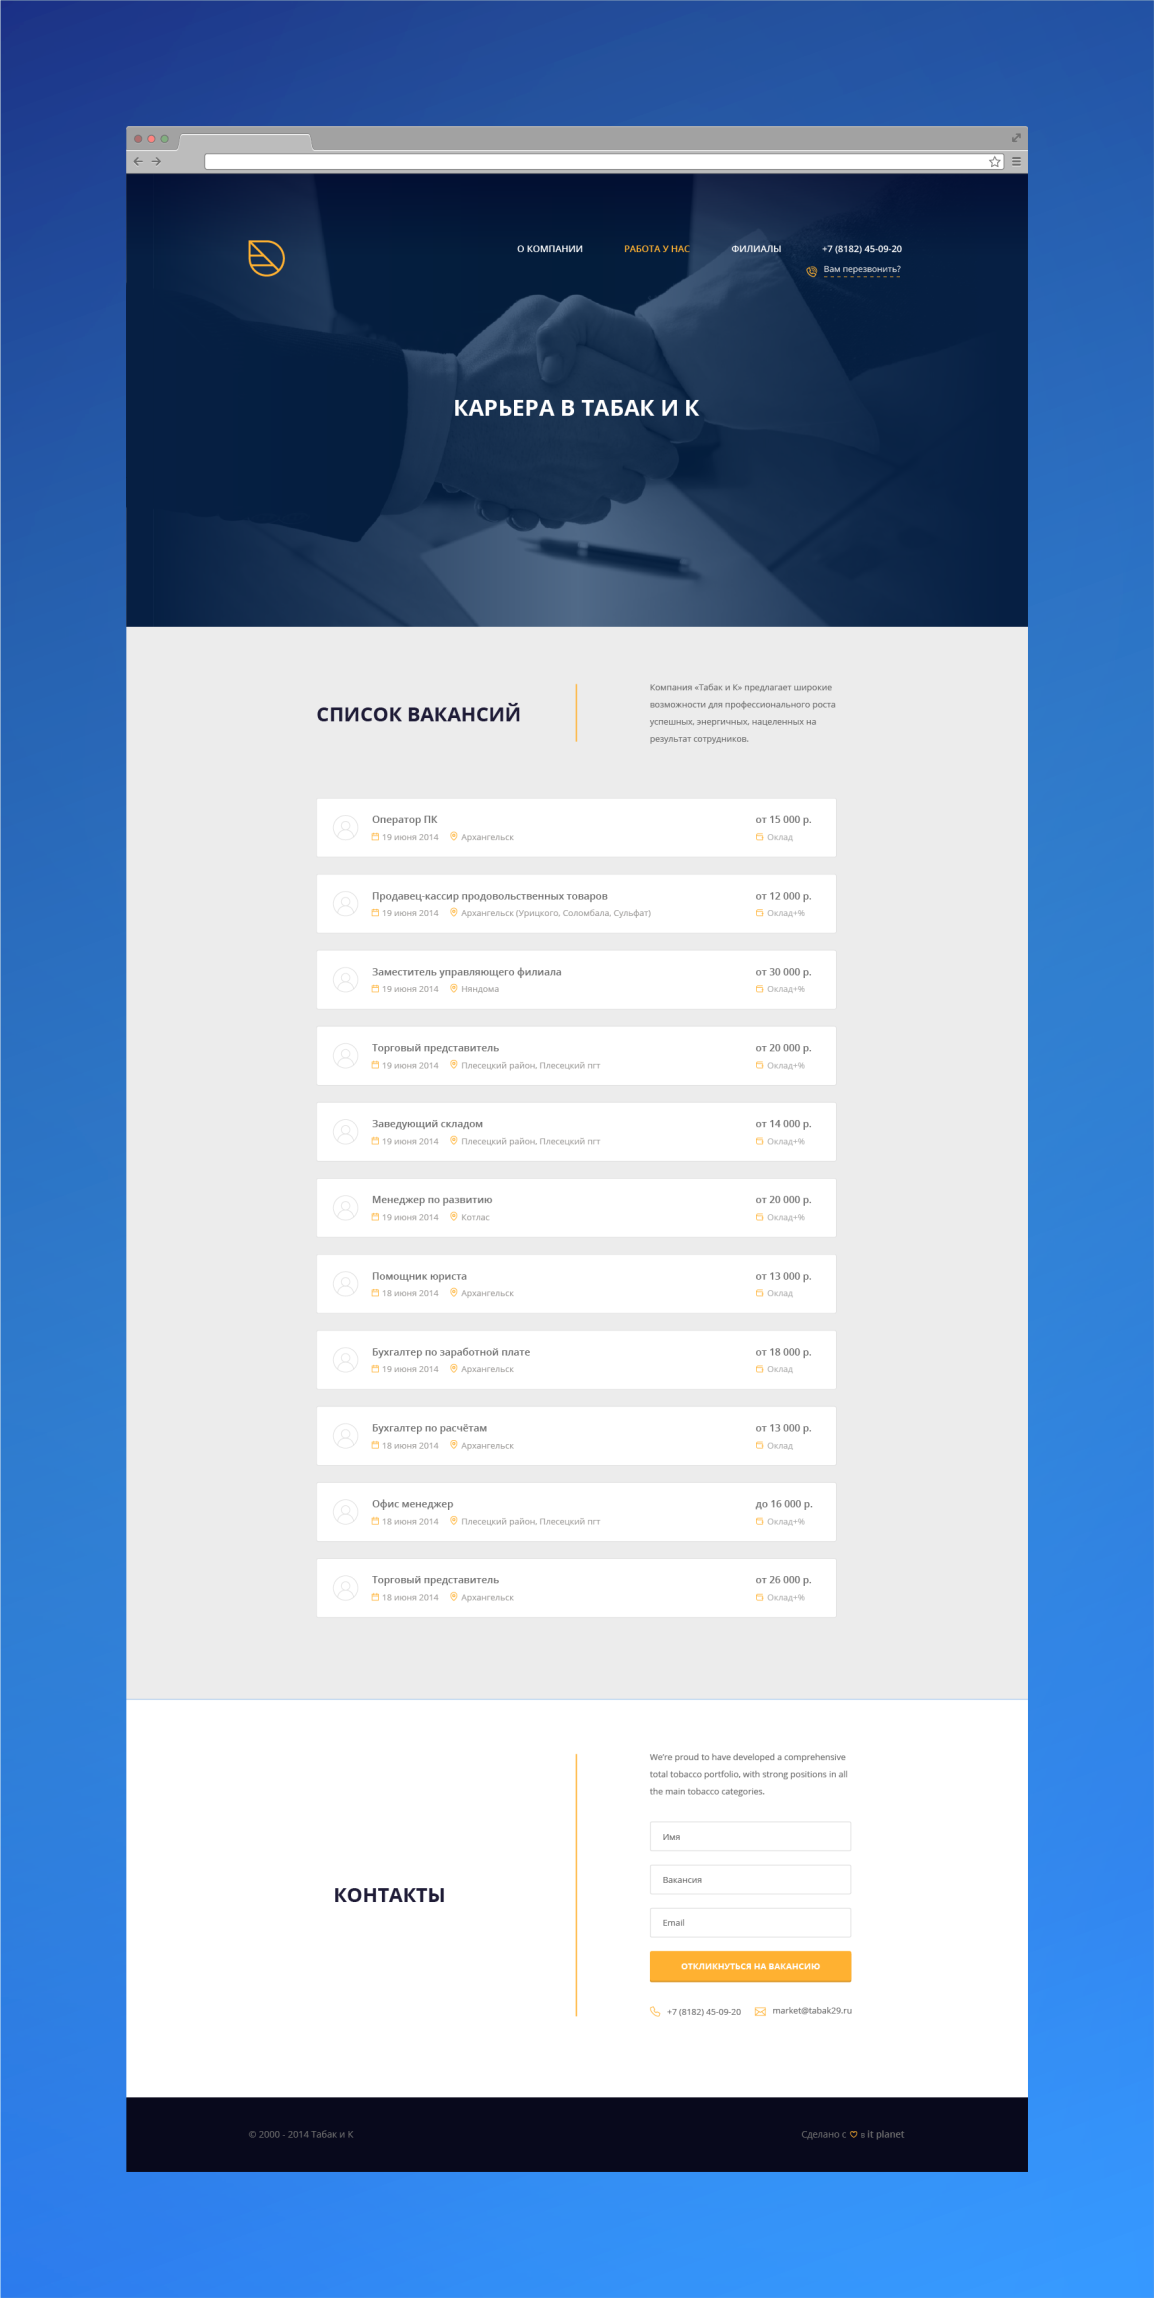 О КОМПАНИИ
РАБОТА У НАС
ФИЛИАЛЫ
+7 (8182) 45-09-20
Вам перезвонить?
КАРЬЕРА В ТАБАК И К
СПИСОК ВАКАНСИЙ
Компания «Табак и К» предлагает широкие
возможности для профессионального роста
успешных, энергичных, нацеленных на
результат сотрудников.
Оператор ПК
от 15 000 р.
19 июня 2014 Архангельск
Оклад
Продавец-кассир продовольственных товаров
от 12 000 р.
19 июня 2014 Архангельск (Урицкого, Соломбала, Сульфат)
Оклад+%
Заместитель управляющего филиала
от 30 000 р.
19 июня 2014 Няндома
Оклад+%
Торговый представитель
от 20 000 р.
19 июня 2014 Плесецкий район, Плесецкий пгт
Оклад+%
Заведующий складом
от 14 000 р.
19 июня 2014 Плесецкий район, Плесецкий пгт
Оклад+%
Менеджер по развитию
от 20 000 р.
19 июня 2014 Котлас
Оклад+%
Помощник юриста
от 13 000 р.
18 июня 2014 Архангельск
Оклад
Бухгалтер по заработной плате
от 18 000 р.
19 июня 2014 Архангельск
Оклад
Бухгалтер по расчётам
от 13 000 р.
18 июня 2014 Архангельск
Оклад
Офис менеджер
до 16 000 р.
18 июня 2014 Плесецкий район, Плесецкий пгт
Оклад+%
Торговый представитель
от 26 000 р.
18 июня 2014 Архангельск
Оклад+%
КОНТАКТЫ
We're proud to have developed a comprehensive
total tobacco portfolio, with strong positions in all
the main tobacco categories.
Имя
Вакансия
Email
ОТКЛИКНУТЬСЯ НА ВАКАНСИЮ
+7 (8182) 45-09-20
market@tabak29.ru
© 2000 - 2014 Табак и К
Сделано с в it planet